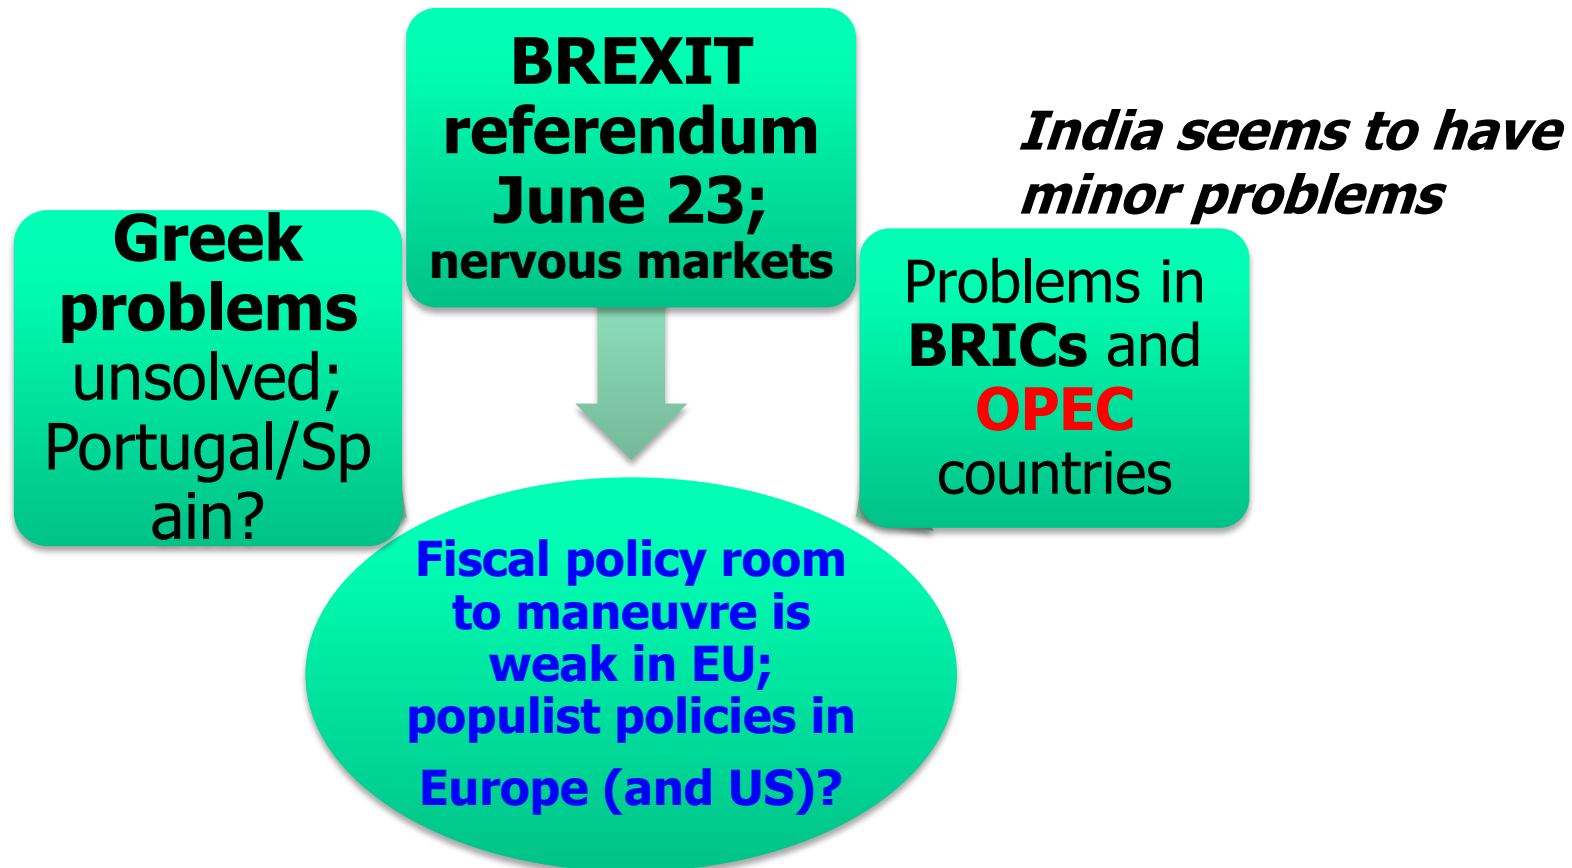 BREXIT
referendum
June 23;
nervous markets
India seems to have
minor problems
Greek
problems
unsolved;
Portugal/Sp
ain?
Problems in
BRICs and
OPEC
countries
Fiscal policy room
to maneuvre is
weak in EU;
populist policies in
Europe (and US)?